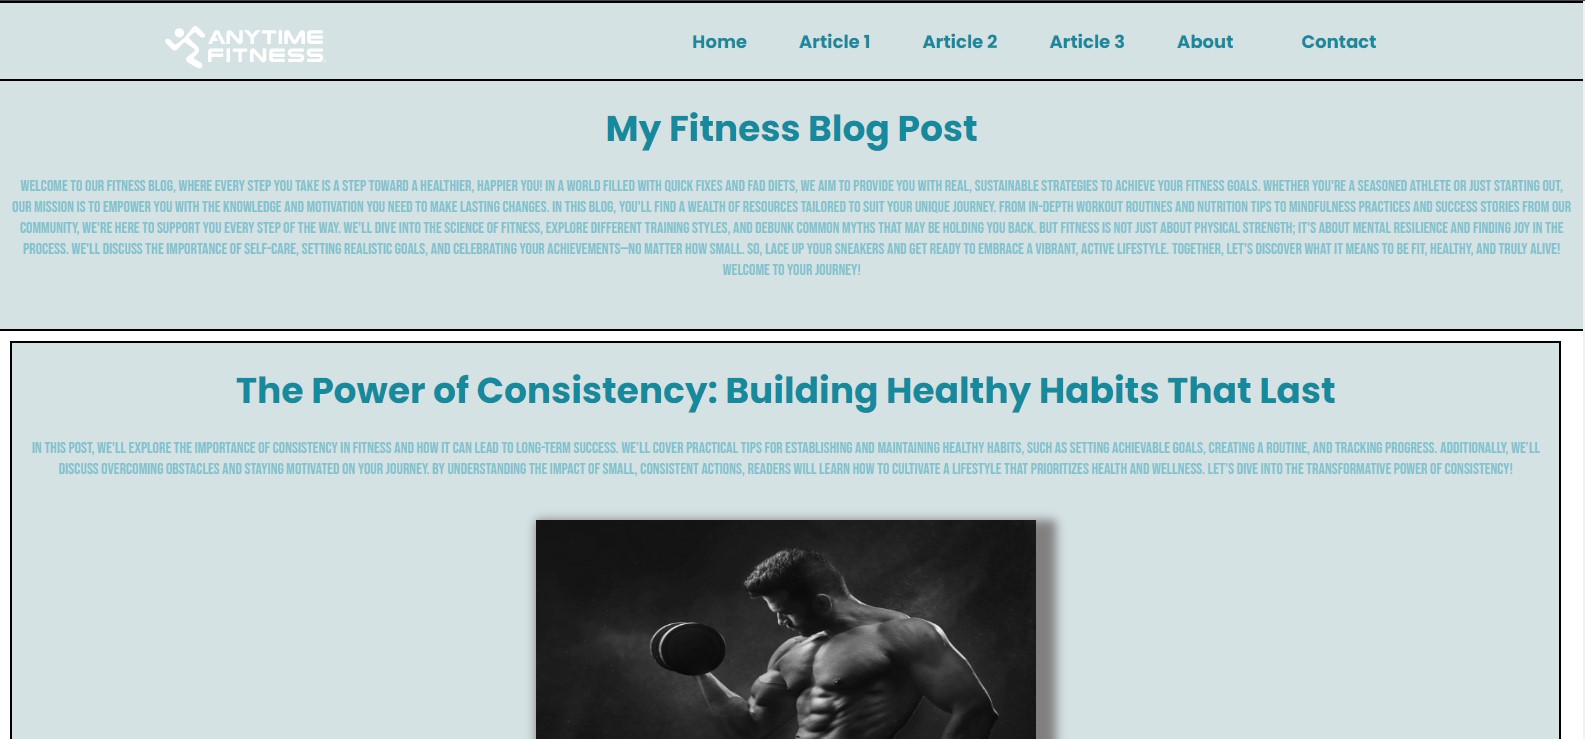 ANYTIME
FITNESS
Home Article 1 Article 2 Article 3 About Contact
My Fitness Blog Post
WELCOME TO OUR FITNESS BLOG, WHERE EVERY STEP YOU TAKE IS A STEP TOWARD A HEALTHIER, HAPPIER YOU! IN A WORLD FILLED WITH QUICK FIXES AND FAD DIETS, WE AIM TO PROVIDE YOU WITH REAL, SUSTAINABLE STRATEGIES TO ACHIEVE YOUR FITNESS GOALS. WHETHER YOU'RE A SEASONED ATHLETE OR JUST STARTING OUT,
OUR MISSION IS TO EMPOWER YOU WITH THE KNOWLEDGE AND MOTIVATION YOU NEED TO MAKE LASTING CHANGES. IN THIS BLOG, YOU'LL FIND A WEALTH OF RESOURCES TAILORED TO SUIT YOUR UNIQUE JOURNEY. FROM IN-DEPTH WORKOUT ROUTINES AND NUTRITION TIPS TO MINDFULNESS PRACTICES AND SUCCESS STORIES FROM OUR
COMMUNITY, WE'RE HERE TO SUPPORT YOU EVERY STEP OF THE WAY. WE'LL DIVE INTO THE SCIENCE OF FITNESS, EXPLORE DIFFERENT TRAINING STYLES, AND DEBUNK COMMON MYTHS THAT MAY BE HOLDING YOU BACK. BUT FITNESS IS NOT JUST ABOUT PHYSICAL STRENGTH; IT'S ABOUT MENTAL RESILIENCE AND FINDING JOY IN THE
PROCESS. WE'LL DISCUSS THE IMPORTANCE OF SELF-CARE, SETTING REALISTIC GOALS, AND CELEBRATING YOUR ACHIEVEMENTS—NO MATTER HOW SMALL. SO, LACE UP YOUR SNEAKERS AND GET READY TO EMBRACE A VIBRANT, ACTIVE LIFESTYLE. TOGETHER, LET'S DISCOVER WHAT IT MEANS TO BE FIT, HEALTHY, AND TRULY ALIVE!
WELCOME TO YOUR JOURNEY!
The Power of Consistency: Building Healthy Habits That Last
IN THIS POST, WE'LL EXPLORE THE IMPORTANCE OF CONSISTENCY IN FITNESS AND HOW IT CAN LEAD TO LONG-TERM SUCCESS. WE'LL COVER PRACTICAL TIPS FOR ESTABLISHING AND MAINTAINING HEALTHY HABITS, SUCH AS SETTING ACHIEVABLE GOALS, CREATING A ROUTINE, AND TRACKING PROGRESS. ADDITIONALLY, WE'LL
DISCUSS OVERCOMING OBSTACLES AND STAYING MOTIVATED ON YOUR JOURNEY. BY UNDERSTANDING THE IMPACT OF SMALL, CONSISTENT ACTIONS, READERS WILL LEARN HOW TO CULTIVATE A LIFESTYLE THAT PRIORITIZES HEALTH AND WELLNESS. LET'S DIVE INTO THE TRANSFORMATIVE POWER OF CONSISTENCY!